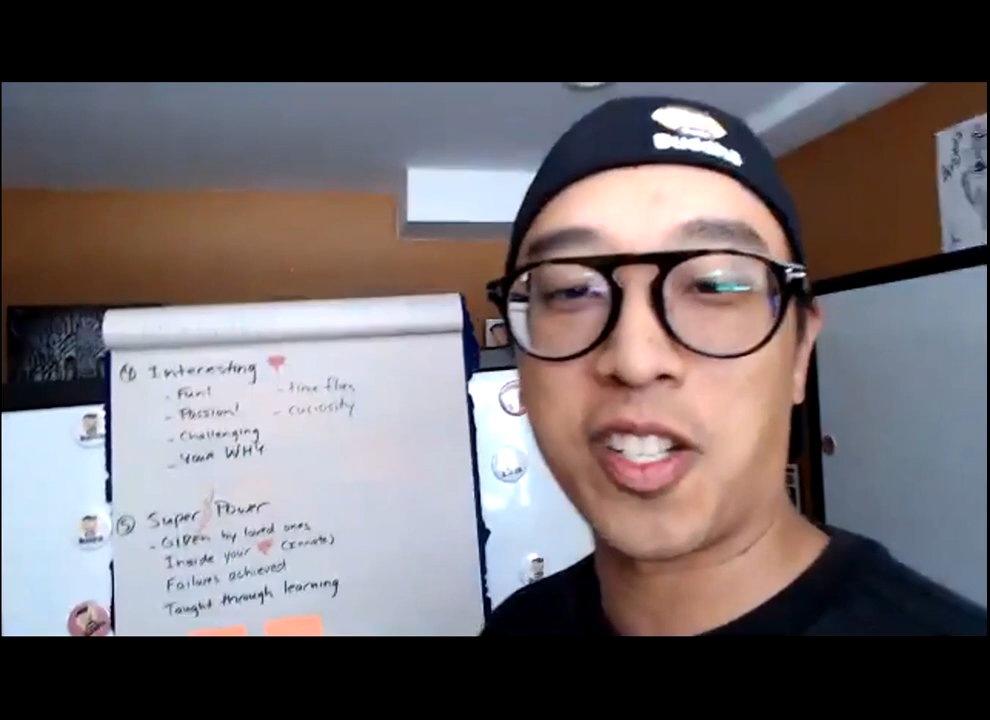 ④ Interesting
- Fun! - time flies
- Passion! - curiosity
- Challenging
- Your WHY
⑤ Super Power
- Given by loved ones
Inside your (Innate)
Failures achieved
Taught through learning